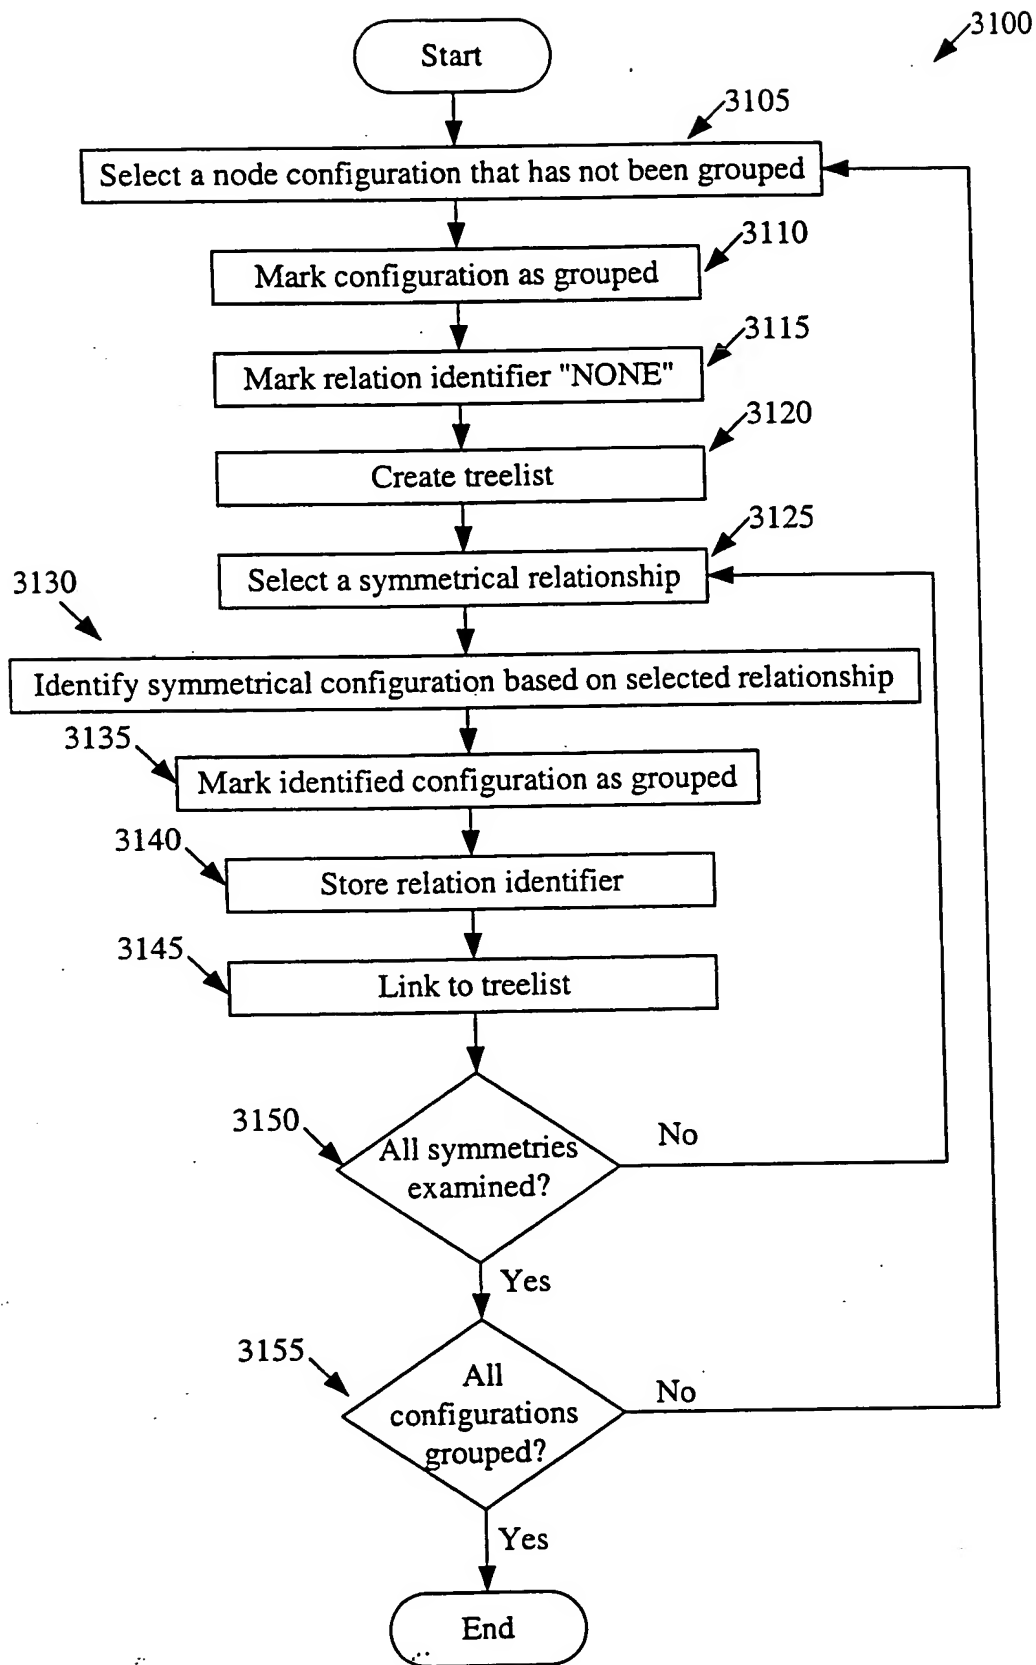 3100
Start
3105
Select a node configuration that has not been grouped
3110
Mark configuration as grouped
3115
Mark relation identifier "NONE"
3120
Create treelist
3125
Select a symmetrical relationship
3130
Identify symmetrical configuration based on selected relationship
3135
Mark identified configuration as grouped
3140
Store relation identifier
3145
Link to treelist
3150
All symmetries
examined?
No
Yes
3155
All
configurations
grouped?
No
Yes
End